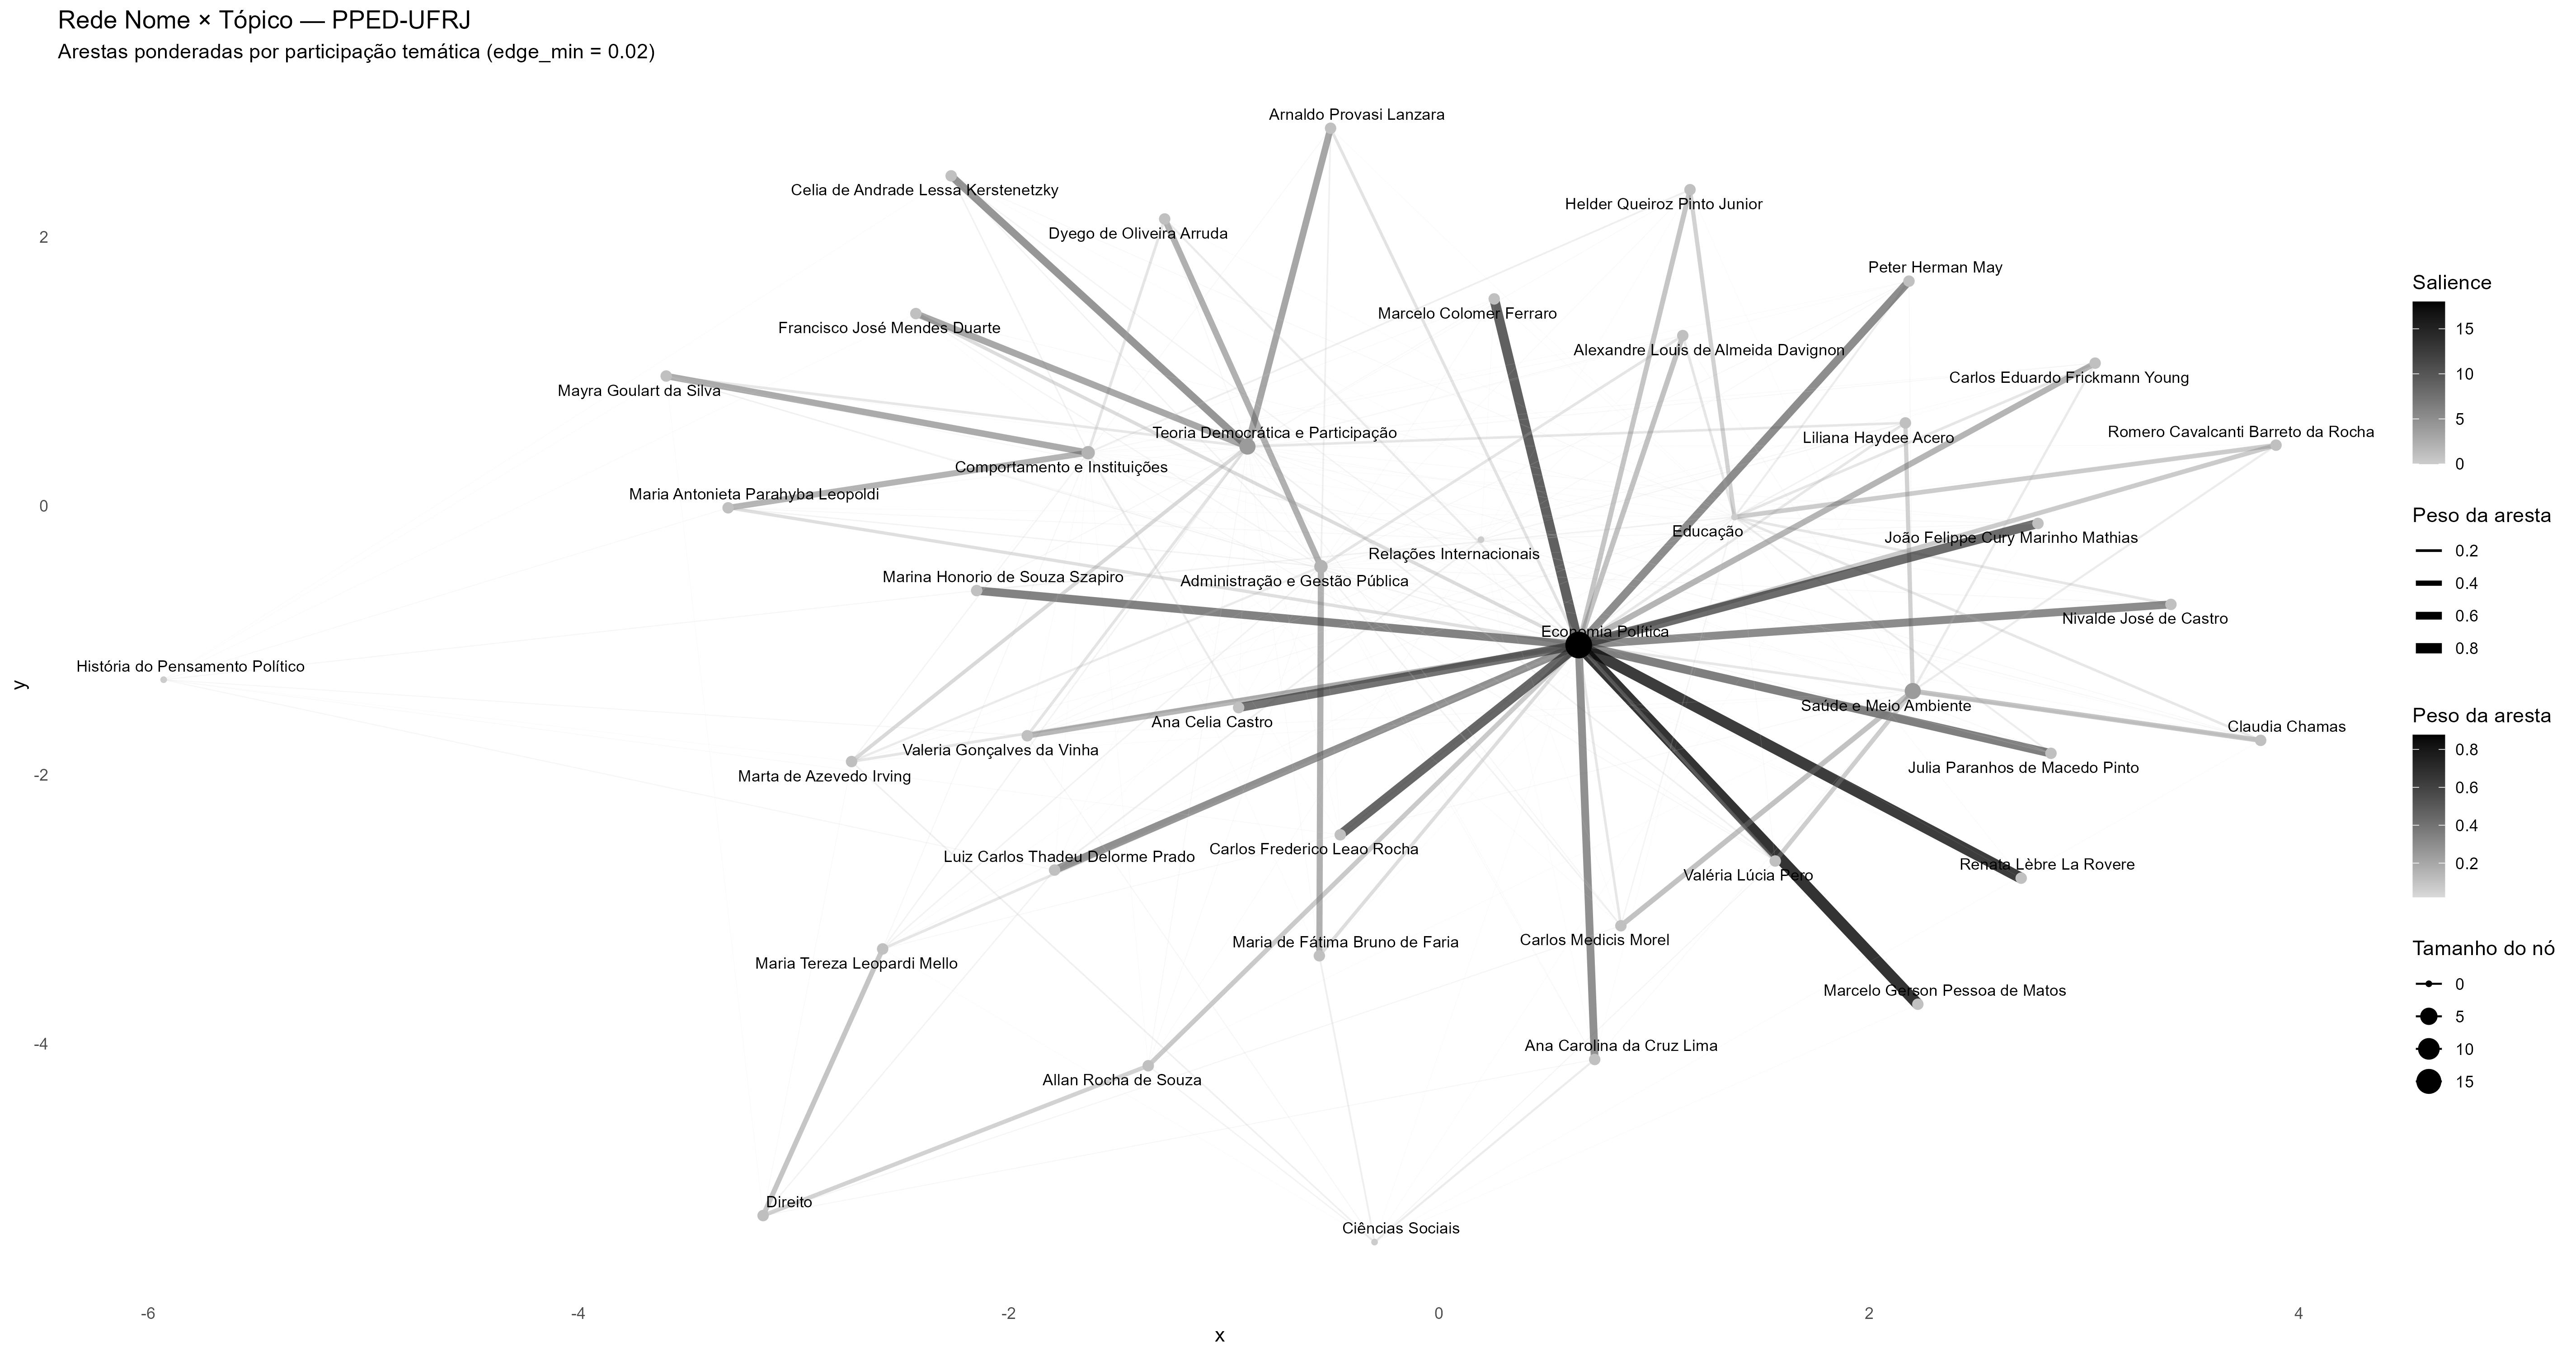 Rede Nome × Tópico — PPED-UFRJ
Arestas ponderadas por participação temática (edge_min = 0.02)
Arnaldo Provasi Lanzara
Celia de Andrade Lessa Kerstenetzky
Helder Queiroz Pinto Junior
Dyego de Oliveira Arruda
Peter Herman May
Marcelo Colomer Ferraro
Francisco José Mendes Duarte
Alexandre Louis de Almeida Davignon
Carlos Eduardo Frickmann Young
Mayra Goulart da Silva
Teoria Democrática e Participação
Romero Cavalcanti Barreto da Rocha
Liliana Haydee Acero
Comportamento e Instituições
Maria Antonieta Parahyba Leopoldi
Educação
João Felippe Cury Marinho Mathias
Relações Internacionais
Marina Honorio de Souza Szapiro
Administração e Gestão Pública
Nivalde José de Castro
Economia Política
História do Pensamento Político
Saúde e Meio Ambiente
Ana Celia Castro
Claudia Chamas
Valeria Gonçalves da Vinha
Julia Paranhos de Macedo Pinto
Marta de Azevedo Irving
Carlos Frederico Leao Rocha
Luiz Carlos Thadeu Delorme Prado
Renata Lèbre La Rovere
Valéria Lúcia Pero
Carlos Medicis Morel
Maria de Fátima Bruno de Faria
Maria Tereza Leopardi Mello
Marcelo Gerson Pessoa de Matos
Ana Carolina da Cruz Lima
Allan Rocha de Souza
Direito
Ciências Sociais
2
0
-2
-4
y
-6
-4
-2
0
2
4
x
Salience
15
10
5
0
Peso da aresta
0.2
0.4
0.6
0.8
Peso da aresta
0.8
0.6
0.4
0.2
Tamanho do nó
0
5
10
15